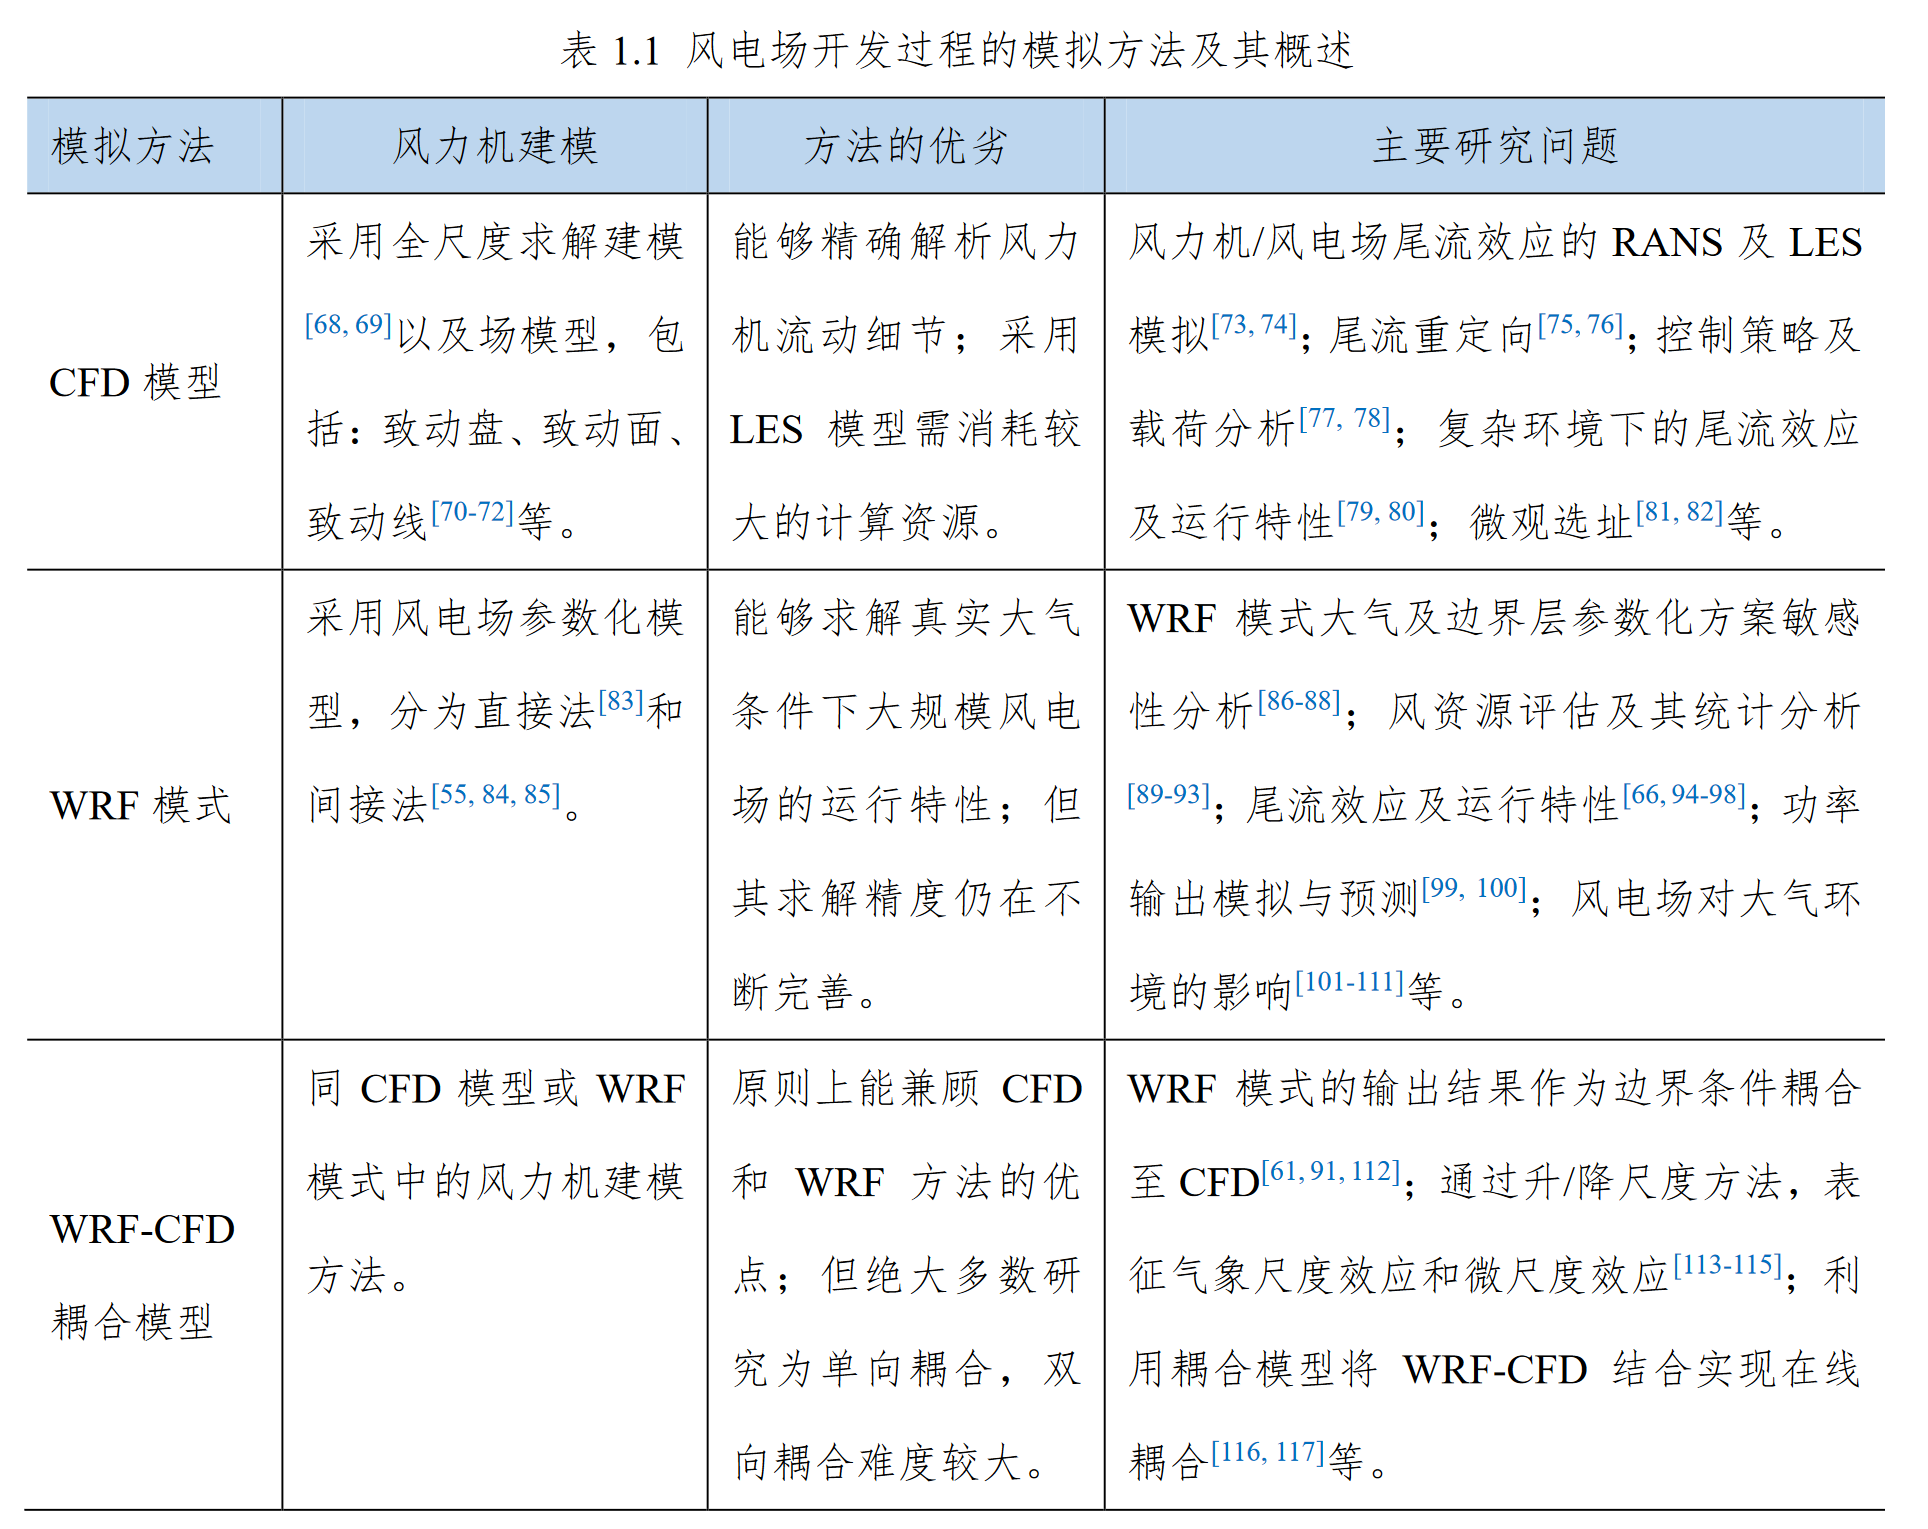 表 1.1 风电场开发过程的模拟方法及其概述
模拟方法
风力机建模
方法的优劣
主要研究问题
CFD 模型
采用全尺度求解建模
[68, 69]以及场模型，包
括：致动盘、致动面、
致动线[70-72]等。
能够精确解析风力
机流动细节；采用
LES 模型需消耗较
大的计算资源。
风力机/风电场尾流效应的 RANS 及 LES
模拟[73, 74]；尾流重定向[75, 76]；控制策略及
载荷分析[77, 78]；复杂环境下的尾流效应
及运行特性[79, 80]；微观选址[81, 82]等。
WRF 模式
采用风电场参数化模
型，分为直接法[83]和
间接法[55, 84, 85]。
能够求解真实大气
条件下大规模风电
场的运行特性；但
其求解精度仍在不
断完善。
WRF 模式大气及边界层参数化方案敏感
性分析[86-88]；风资源评估及其统计分析
[89-93]；尾流效应及运行特性[66, 94-98]；功率
输出模拟与预测[99, 100]；风电场对大气环
境的影响[101-111]等。
WRF-CFD
耦合模型
同 CFD 模型或 WRF
模式中的风力机建模
方法。
原则上能兼顾 CFD
和 WRF 方法的优
点；但绝大多数研
究为单向耦合，双
向耦合难度较大。
WRF 模式的输出结果作为边界条件耦合
至 CFD[61, 91, 112]；通过升/降尺度方法，表
征气象尺度效应和微尺度效应[113-115]；利
用耦合模型将 WRF-CFD 结合实现在线
耦合[116, 117]等。